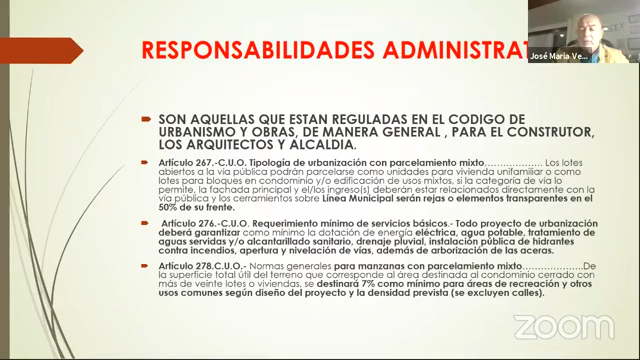 RESPONSABILIDADES ADMINISTRAT
José Maria Ve...
SON AQUELLAS QUE ESTAN REGULADAS EN EL CODIGO DE
URBANISMO Y OBRAS, DE MANERA GENERAL , PARA EL CONSTRUTOR,
LOS ARQUITECTOS Y ALCALDIA.
Artículo 267.-C.U.O. Tipología de urbanización con parcelamiento mixto……………… Los lotes
abiertos a la vía pública podrán parcelarse como unidades para vivienda unifamiliar o como
lotes para bloques en condominio y/o edificación de usos mixtos, si la categoría de vía lo
permite, la fachada principal y el/los ingreso(s) deberán estar relacionados directamente con la
vía pública y los cerramientos sobre Línea Municipal serán rejas o elementos transparentes en el
50% de su frente.
Artículo 276.-C.U.O. Requerimiento mínimo de servicios básicos.- Todo proyecto de urbanización
deberá garantizar como mínimo la dotación de energía eléctrica, agua potable, tratamiento de
aguas servidas y/o alcantarillado sanitario, drenaje pluvial, instalación pública de hidrantes
contra incendios, apertura y nivelación de vías, además de arborización de las aceras.
Artículo 278.C.U.O.- Normas generales para manzanas con parcelamiento mixto………………..De
la superficie total útil del terreno que corresponde al área destinada al condominio cerrado con
más de veinte lotes o viviendas, se destinará 7% como mínimo para áreas de recreación y otros
usos comunes según diseño del proyecto y la densidad prevista (se excluyen calles).
zoom